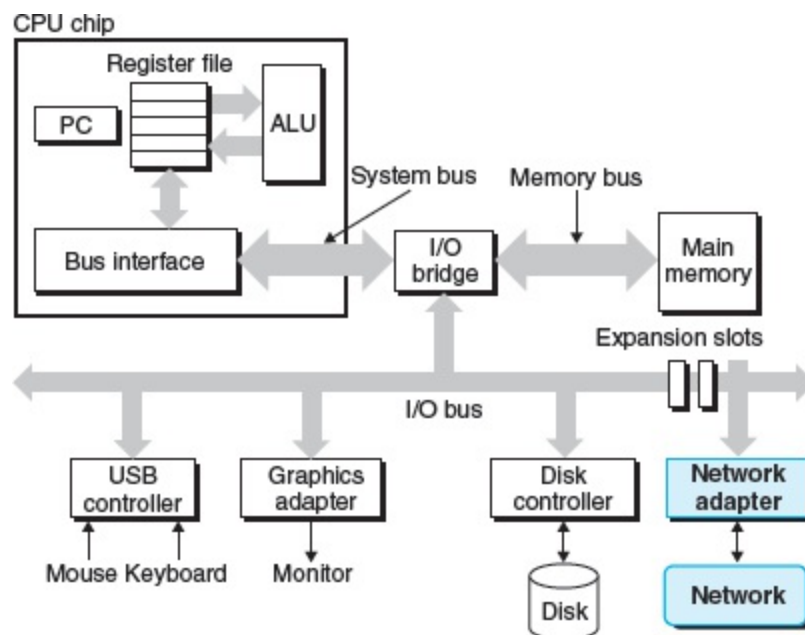 CPU chip
Register file
PC
ALU
System bus
Memory bus
Bus interface
I/O
bridge
Main
memory
Expansion slots
I/O bus
USB
controller
Graphics
adapter
Disk
controller
Network
adapter
Mouse Keyboard
Monitor
Disk
Network